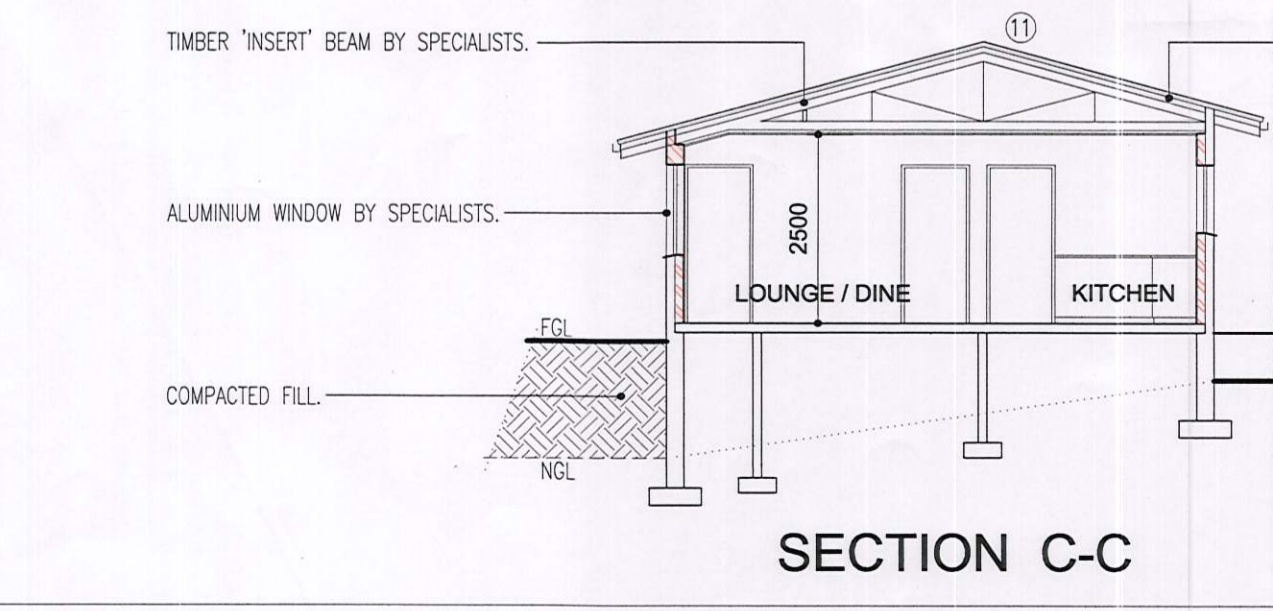 11
TIMBER 'INSERT' BEAM BY SPECIALISTS.
ALUMINIUM WINDOW BY SPECIALISTS.
2500
LOUNGE / DINE
KITCHEN
FGL
COMPACTED FILL.
NGL
SECTION C-C